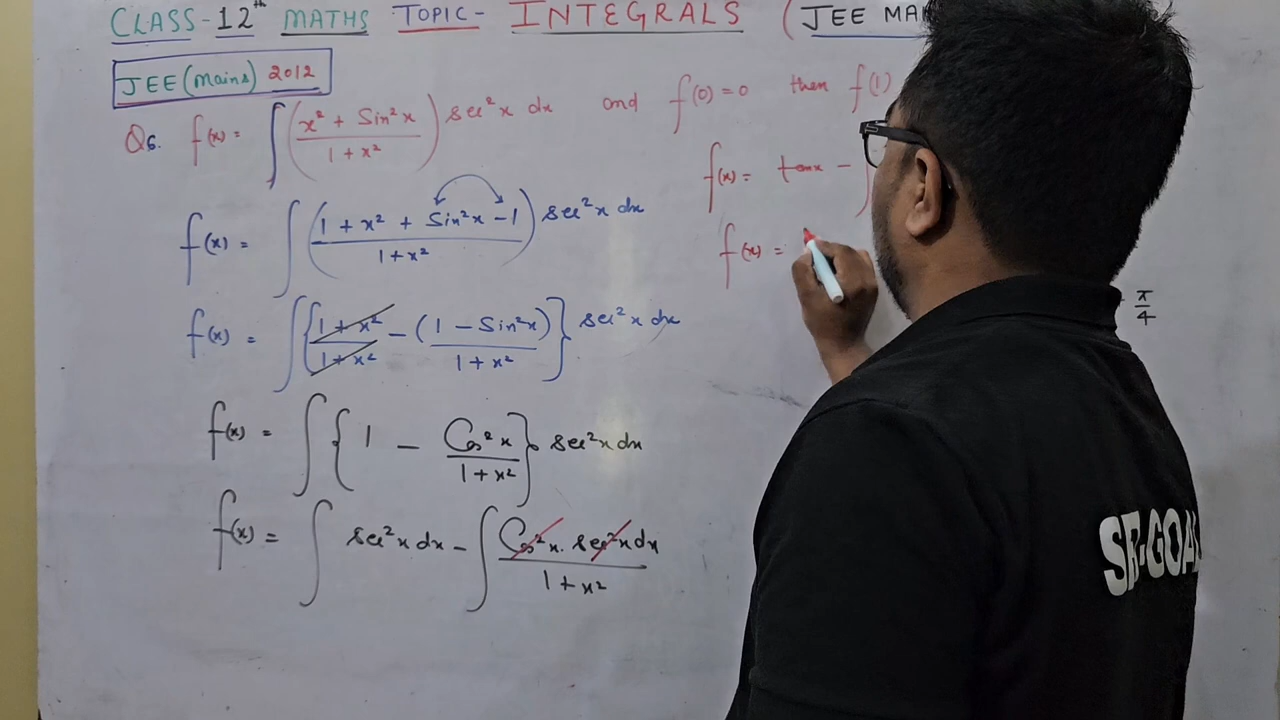 CLASS-12th MATHS TOPIC- INTEGRALS (JEE MA
JEE(Mains) 2012
Q6. f(x) = ∫((x² + Sin²x)/(1+x²)) sec²x dx and f(0)=0 then f(1)
f(x) = ∫((1+x² + Sin²x -1)/(1+x²)) sec²x dx
f(x) = ∫{(1+x²)/(1+x²) - (1 - Sin²x)/(1+x²)} sec²x dx
f(x) = ∫{1 - Cos²x/(1+x²)} sec²x dx
f(x) = ∫ sec²x dx - ∫ (Cos²x. sec²x dx)/(1+x²)
f(x) = tanx - ∫
f(x) =
π/4
SR-GOAL